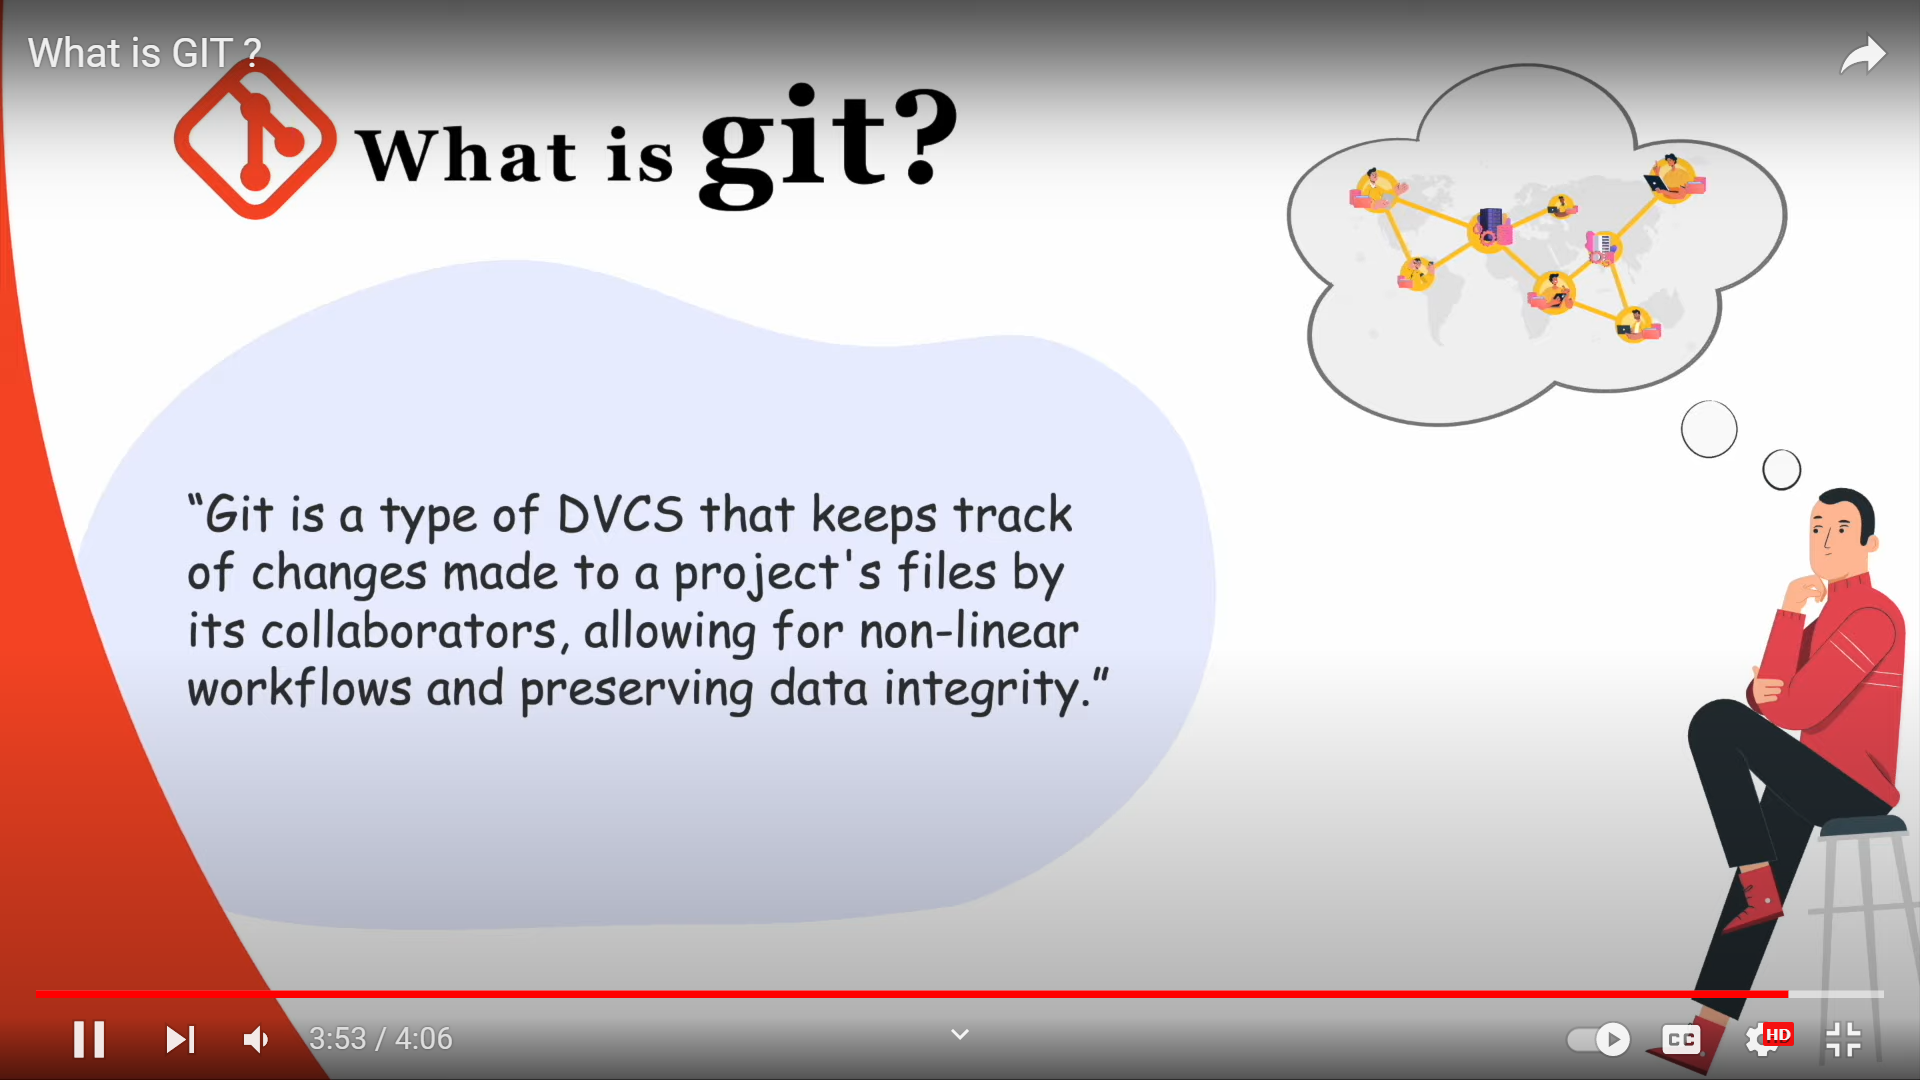 What is GIT ?
What is git?
“Git is a type of DVCS that keeps track
of changes made to a project's files by
its collaborators, allowing for non-linear
workflows and preserving data integrity.”
3:53 / 4:06
CC
HD